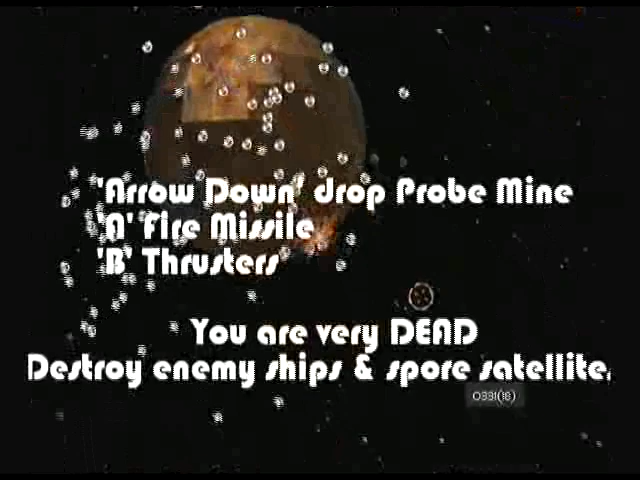 'Arrow Down' drop Probe Mine
'A' Fire Missile
'B' Thrusters
You are very DEAD
Destroy enemy ships & spore satellite.
0331(18)